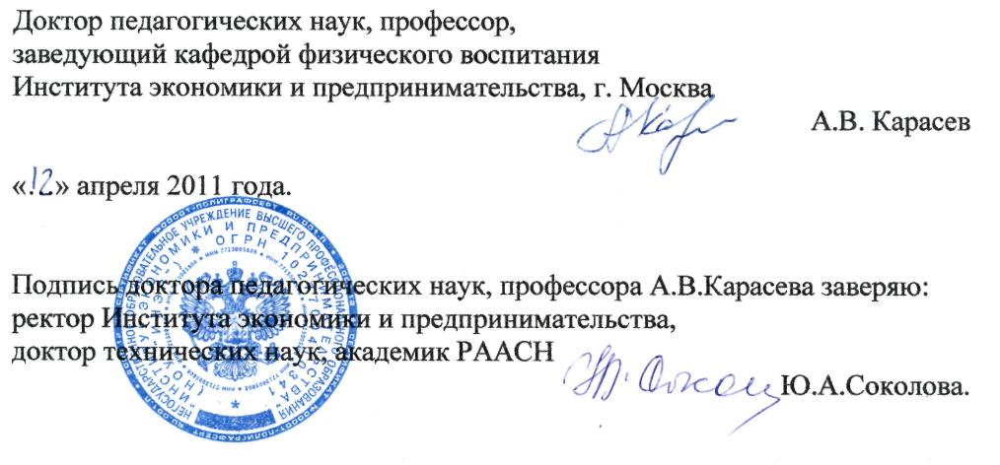 Доктор педагогических наук, профессор,
заведующий кафедрой физического воспитания
Института экономики и предпринимательства, г. Москва
А.В. Карасев
«.12.» апреля 2011 года.
Подпись доктора педагогических наук, профессора А.В.Карасева заверяю:
ректор Института экономики и предпринимательства,
доктор технических наук, академик РААСН
Ю.А.Соколова.